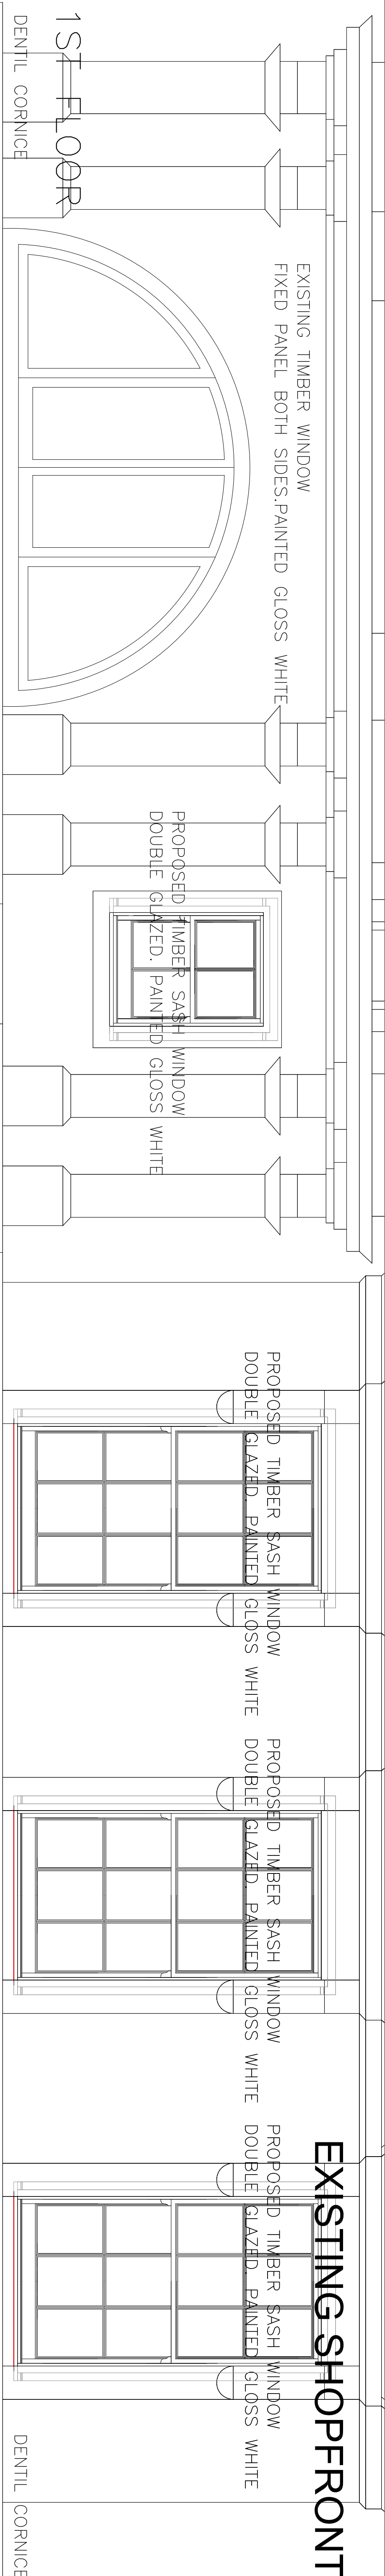 1ST FLOOR
DENTIL CORNICE
EXISTING TIMBER WINDOW
FIXED PANEL BOTH SIDES.PAINTED GLOSS WHITE
PROPOSED TIMBER SASH WINDOW
DOUBLE GLAZED. PAINTED GLOSS WHITE
PROPOSED TIMBER SASH WINDOW
DOUBLE GLAZED. PAINTED GLOSS WHITE
PROPOSED TIMBER SASH WINDOW
DOUBLE GLAZED. PAINTED GLOSS WHITE
PROPOSED TIMBER SASH WINDOW
DOUBLE GLAZED. PAINTED GLOSS WHITE
EXISTING SHOPFRONT
DENTIL CORNICE